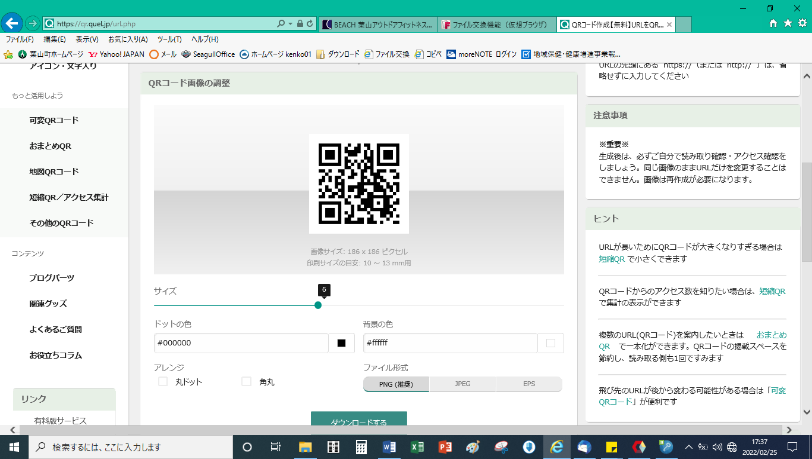 https://qr.quel.jp/url.php
BEACH 葉山アウトドアフィットネス...
ファイル交換機能（仮想ブラウザ）
QRコード作成【無料】URLをQR...
ファイル(F) 編集(E) 表示(V) お気に入り(A) ツール(T) ヘルプ(H)
葉山町ホームページ Yahoo! JAPAN メール SeagullOffice ホームページ kenko01 ダウンロード ファイル交換 コピペ moreNOTE ログイン 地域保健・健康増進事業報...
アイコン・文字入り
もっと活用しよう
可変QRコード
おまとめQR
地図QRコード
短縮QR／アクセス集計
その他のQRコード
コンテンツ
ブログパーツ
関連グッズ
よくあるご質問
お役立ちコラム
リンク
有料版サービス
QRコード画像の調整
画像サイズ: 186 x 186 ピクセル
印刷サイズの目安: 10 ～ 13 mm用
サイズ
6
ドットの色
#000000
背景の色
#ffffff
アレンジ
丸ドット
角丸
ファイル形式
PNG (推奨)
JPEG
EPS
ダウンロードする
URLの先頭にある "https://"（または "http://"）は、省
略せずに入力してください
注意事項
※重要※
生成後は、必ずご自分で読み取り確認・アクセス確認を
しましょう。同じ画像のままURLだけを変更することは
できません。画像は再作成が必要になります。
ヒント
URLが長いためにQRコードが大きくなりすぎる場合は
短縮QR で小さくできます
QRコードからのアクセス数を知りたい場合は、短縮QR
で集計の表示ができます
複数のURL(QRコード)を案内したいときは おまとめ
QR で一本化ができます。QRコードの掲載スペースを
節約し、読み取る側も1回ですみます
飛び先のURLが後から変わる可能性がある場合は「可変
QRコード」が便利です
検索するには、ここに入力します
17:37
2022/02/25